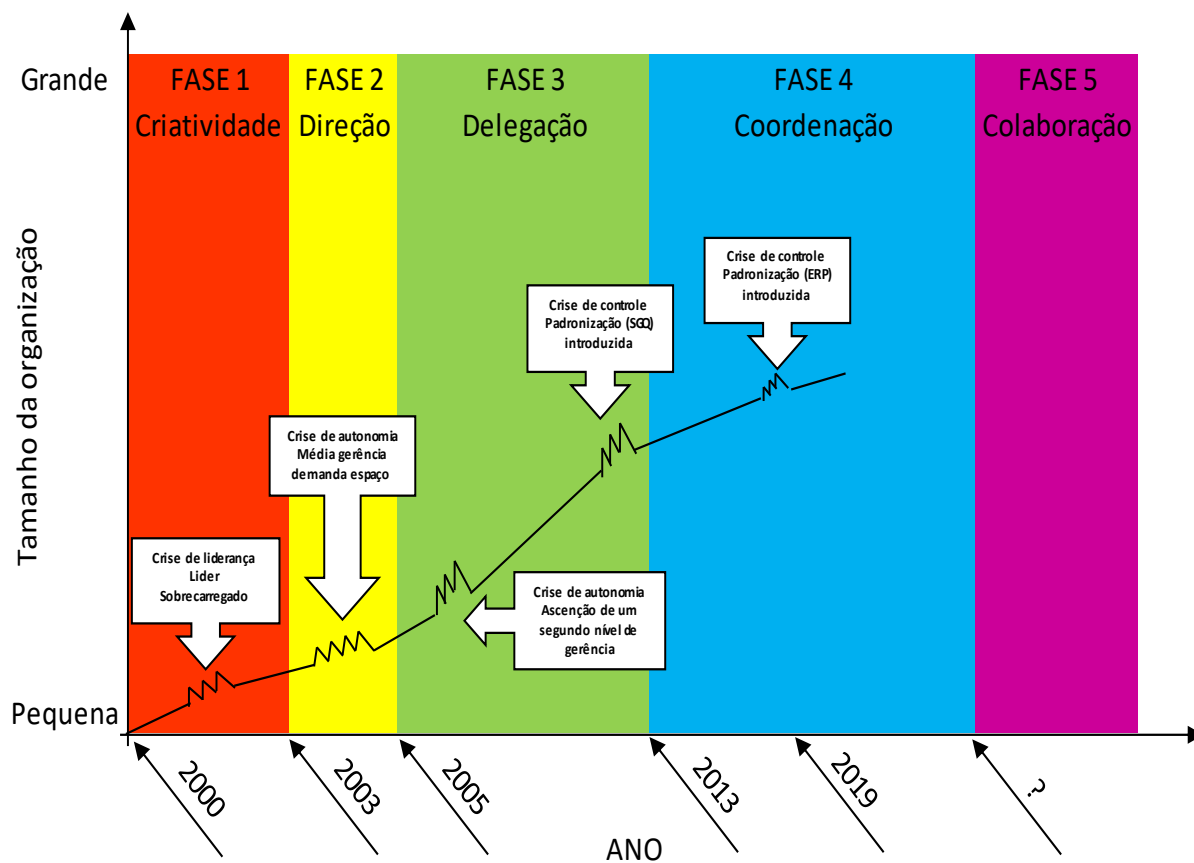 Grande
FASE 1
Criatividade
FASE 2
Direção
FASE 3
Delegação
FASE 4
Coordenação
FASE 5
Colaboração
Tamanho da organização
Crise de controle
Padronização (ERP)
introduzida
Crise de controle
Padronização (SGQ)
introduzida
Crise de autonomia
Média gerência
demanda espaço
Crise de liderança
Lider
Sobrecarregado
Crise de autonomia
Ascenção de um
segundo nível de
gerência
Pequena
2000
2003
2005
2013
2019
?
ANO